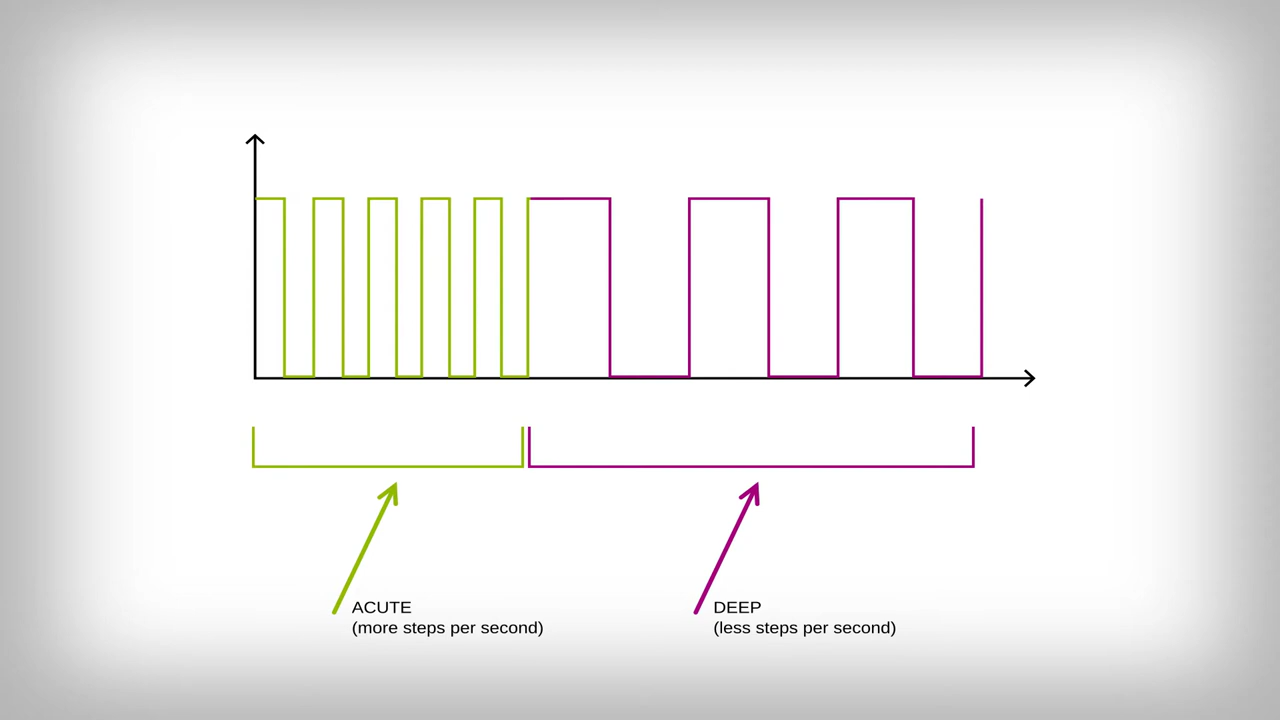 ACUTE
(more steps per second)
DEEP
(less steps per second)